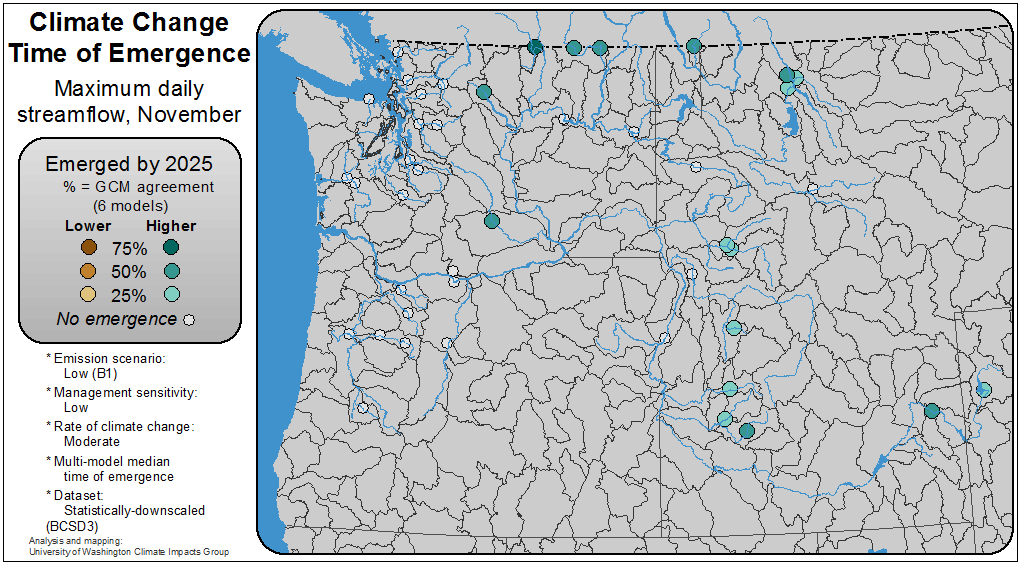 Climate Change
Time of Emergence
Maximum daily
streamflow, November
Emerged by 2025
% = GCM agreement
(6 models)
Lower Higher
75%
50%
25%
No emergence
* Emission scenario:
Low (B1)
* Management sensitivity:
Low
* Rate of climate change:
Moderate
* Multi-model median
time of emergence
* Dataset:
Statistically-downscaled
(BCSD3)
Analysis and mapping:
University of Washington Climate Impacts Group